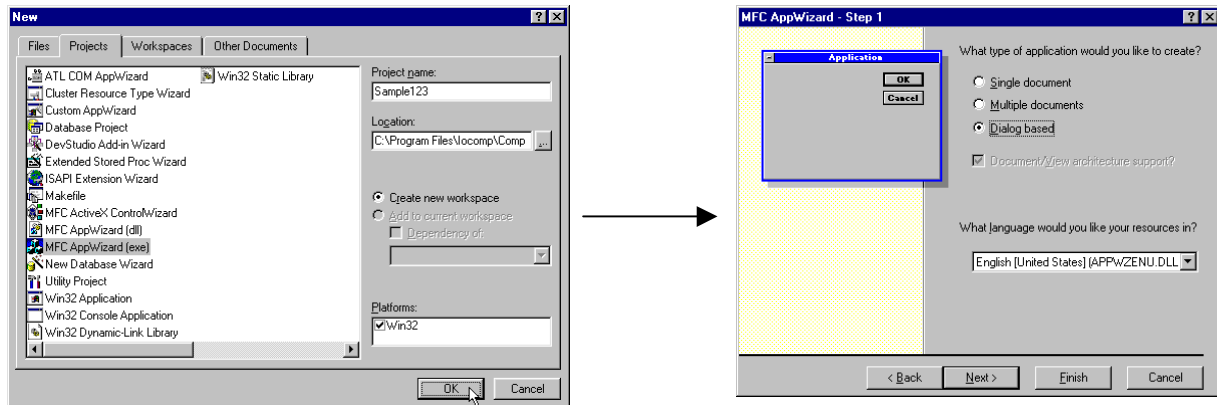 New
Files Projects Workspaces Other Documents
ATL COM AppWizard
Cluster Resource Type Wizard
Custom AppWizard
Database Project
DevStudio Add-in Wizard
Extended Stored Proc Wizard
ISAPI Extension Wizard
Makefile
MFC ActiveX ControlWizard
MFC AppWizard (dll)
MFC AppWizard (exe)
New Database Wizard
Utility Project
Win32 Application
Win32 Console Application
Win32 Dynamic-Link Library
Win32 Static Library
Project name:
Sample123
Location:
C:\Program Files\Iocomp\Comp
...
Create new workspace
Add to current workspace
Dependency of:
Platforms:
Win32
OK Cancel
MFC AppWizard - Step 1
Application
OK
Cancel
What type of application would you like to create?
Single document
Multiple documents
Dialog based
Document/View architecture support?
What language would you like your resources in?
English [United States] (APPWZENU.DLL
< Back Next > Finish Cancel